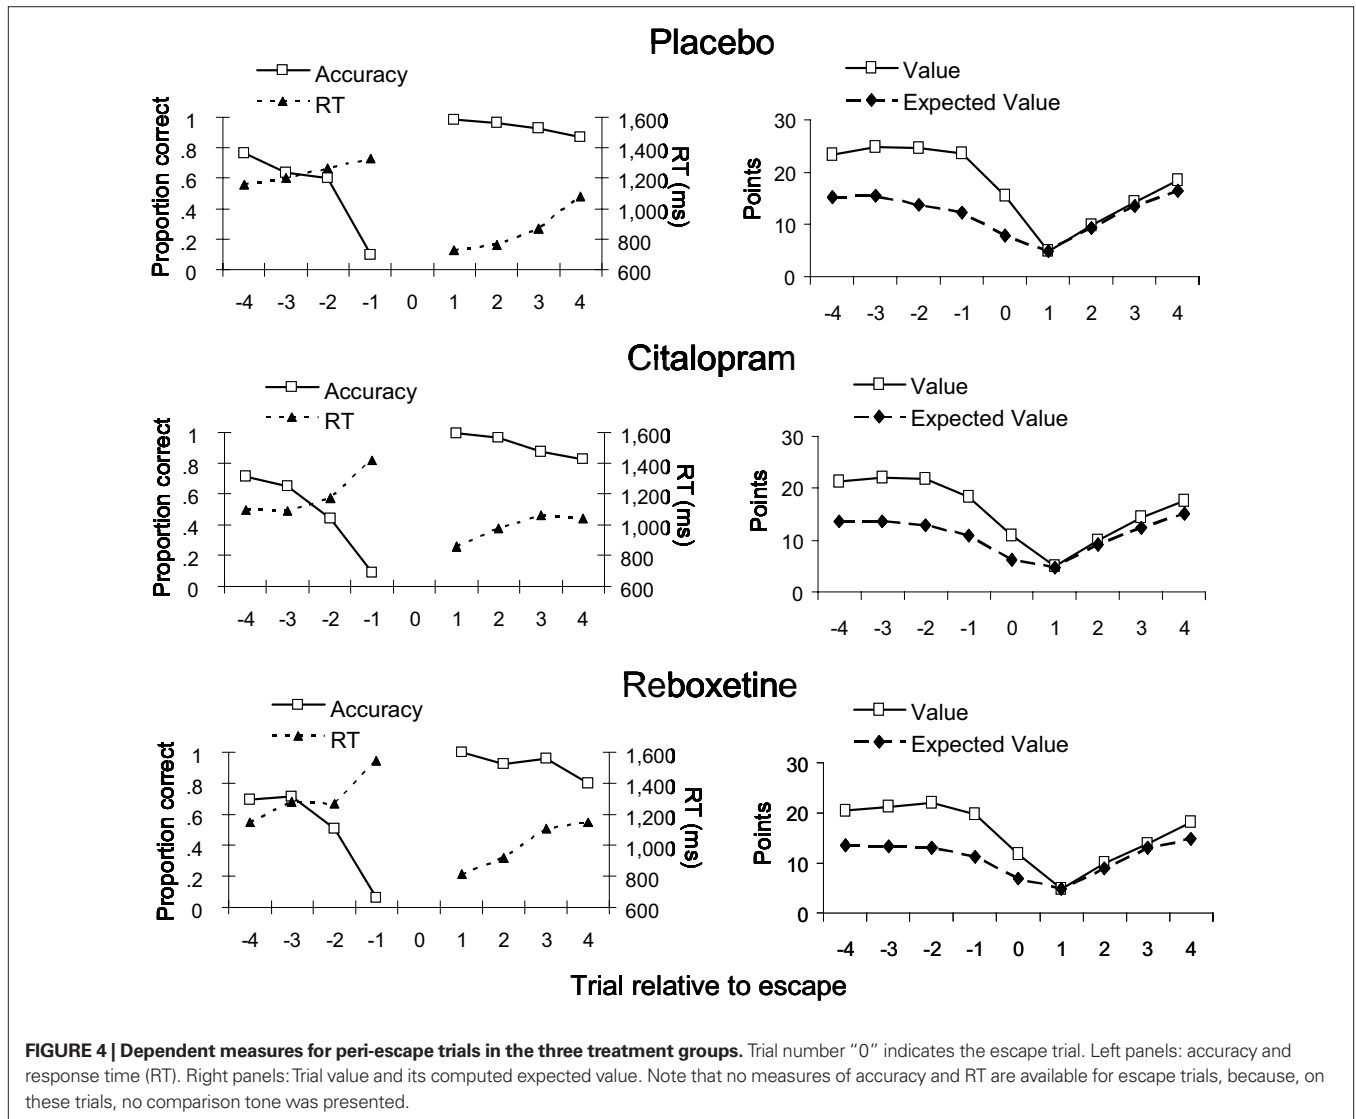 Placebo
Accuracy
RT
Proportion correct
1
.8
.6
.4
.2
0
1,600
1,400
1,200
1,000
800
600
RT (ms)
-4 -3 -2 -1 0 1 2 3 4
Value
Expected Value
Points
30
20
10
0
-4 -3 -2 -1 0 1 2 3 4
Citalopram
Accuracy
RT
Proportion correct
1
.8
.6
.4
.2
0
1,600
1,400
1,200
1,000
800
600
RT (ms)
-4 -3 -2 -1 0 1 2 3 4
Value
Expected Value
Points
30
20
10
0
-4 -3 -2 -1 0 1 2 3 4
Reboxetine
Accuracy
RT
Proportion correct
1
.8
.6
.4
.2
0
1,600
1,400
1,200
1,000
800
600
RT (ms)
-4 -3 -2 -1 0 1 2 3 4
Value
Expected Value
Points
30
20
10
0
-4 -3 -2 -1 0 1 2 3 4
Trial relative to escape
FIGURE 4 | Dependent measures for peri-escape trials in the three treatment groups. Trial number “0” indicates the escape trial. Left panels: accuracy and
response time (RT). Right panels: Trial value and its computed expected value. Note that no measures of accuracy and RT are available for escape trials, because, on
these trials, no comparison tone was presented.